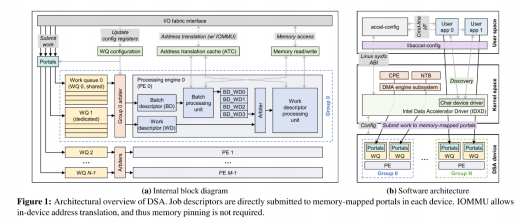 I/O fabric interface
Submit work
Update config registers
Address translation (w/ IOMMU)
Memory access
Portals
WQ configuration
Address translation cache (ATC)
Memory read/write
Work queue 0 (WQ 0, shared)
WQ 1 (dedicated)
Group 0 arbiter
Processing engine 0 (PE 0)
Batch descriptor (BD)
Work descriptor (WD)
Batch processing unit
BD_WD0
BD_WD1
BD_WD2
BD_WD3
Arbiter
Work descriptor processing unit
Group 0
WQ 2
...
WQ N-1
Arbiters
PE 1
...
PE M-1
(a) Internal block diagram
accel-config
User app 0
User app 1
User space
libaccel-config
Linux sysfs ABI
CPE
NTB
DMA engine subsystem
Discovery
Char device driver
Intel Data Accelerator Driver (IDXD)
Kernel space
Config
Submit work to memory-mapped portals
Portals
Portals
WQ
WQ
PE
Group 0
...
Portals
Portals
WQ
WQ
PE
Group N
DSA device
(b) Software architecture
Figure 1: Architectural overview of DSA. Job descriptors are directly submitted to memory-mapped portals in each device. IOMMU allows
in-device address translation, and thus memory pinning is not required.